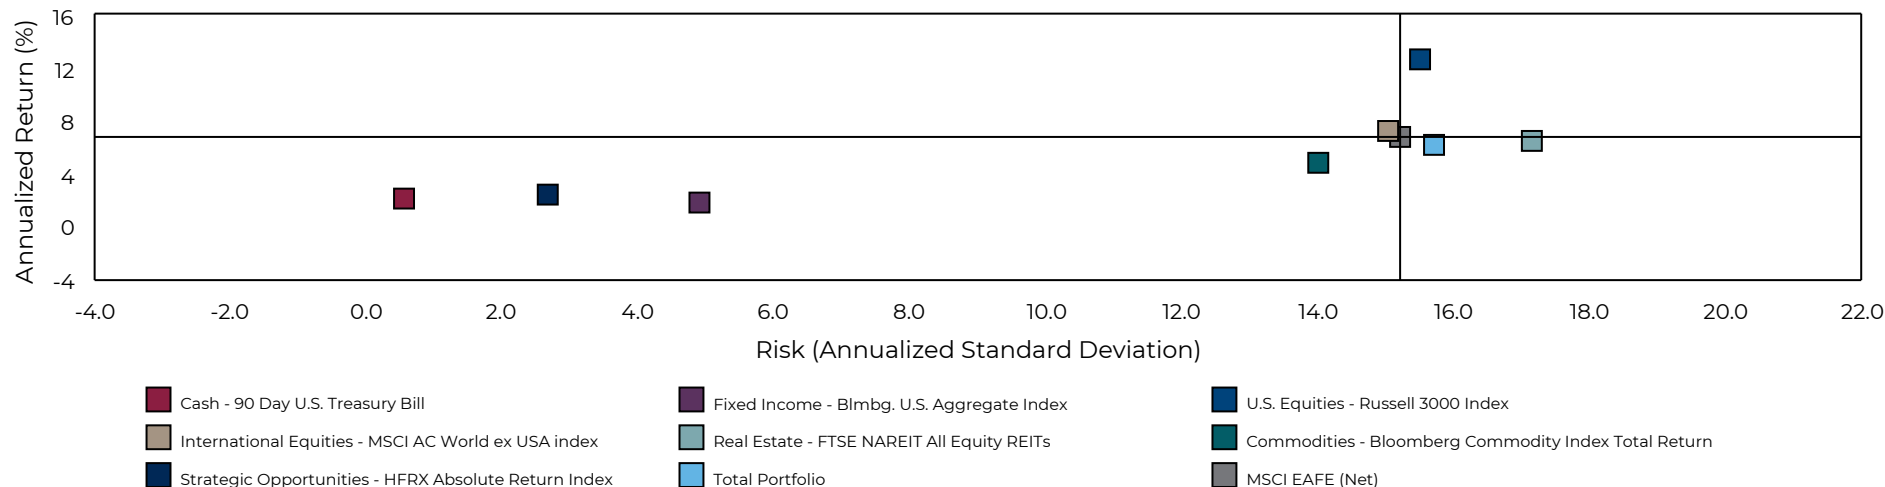 Annualized Return (%)
16
12
8
4
0
-4
-4.0 -2.0 0.0 2.0 4.0 6.0 8.0 10.0 12.0 14.0 16.0 18.0 20.0 22.0
Risk (Annualized Standard Deviation)
Cash - 90 Day U.S. Treasury Bill Fixed Income - Blmbg. U.S. Aggregate Index U.S. Equities - Russell 3000 Index
International Equities - MSCI AC World ex USA index Real Estate - FTSE NAREIT All Equity REITs Commodities - Bloomberg Commodity Index Total Return
Strategic Opportunities - HFRX Absolute Return Index Total Portfolio MSCI EAFE (Net)